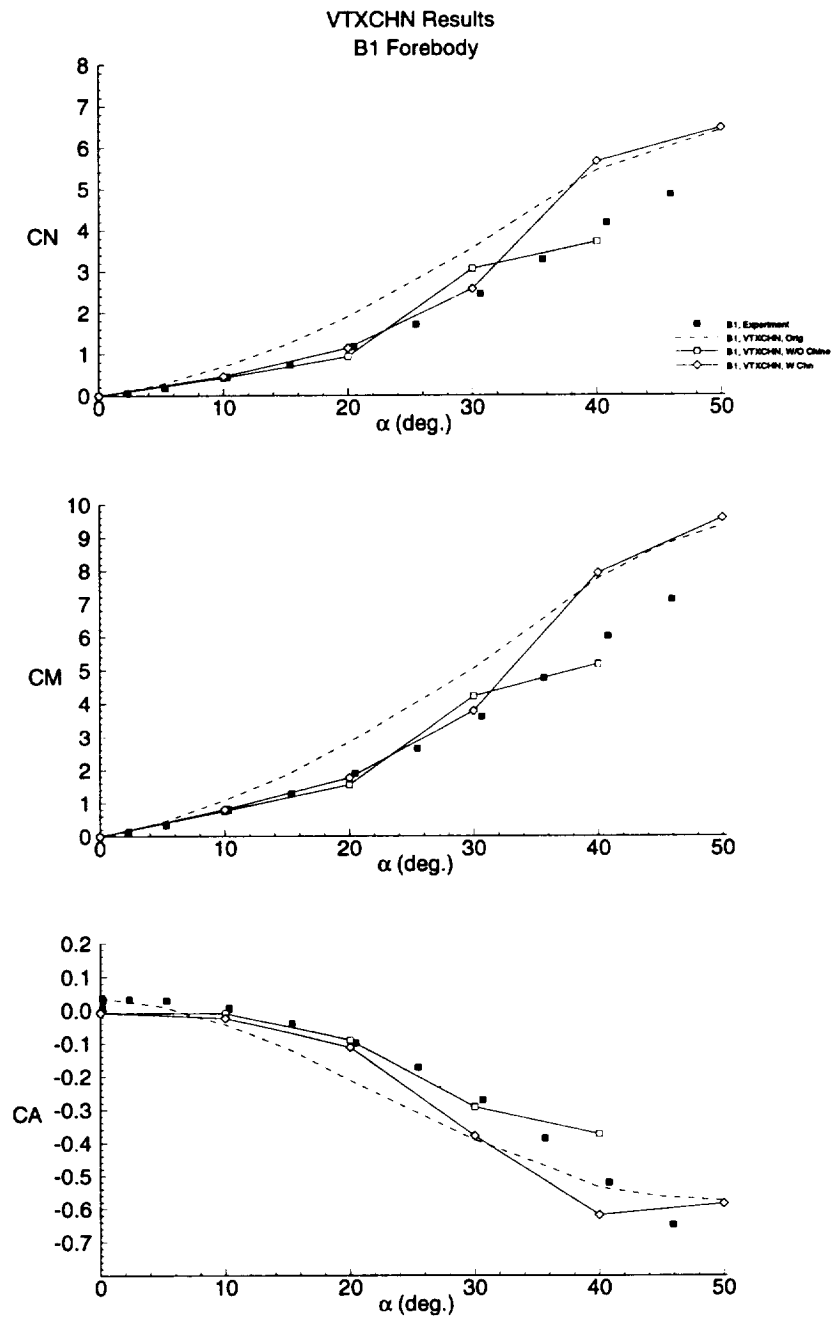 VTXCHN Results
B1 Forebody
8
7
6
5
CN
4
3
2
1
0
0 10 20 30 40 50
α (deg.)
B1, Experiment
B1, VTXCHN, Orig
B1, VTXCHN, W/O Chine
B1, VTXCHN, W Chn
10
9
8
7
6
CM
5
4
3
2
1
0
0 10 20 30 40 50
α (deg.)
0.2
0.1
0.0
-0.1
-0.2
CA
-0.3
-0.4
-0.5
-0.6
-0.7
0 10 20 30 40 50
α (deg.)